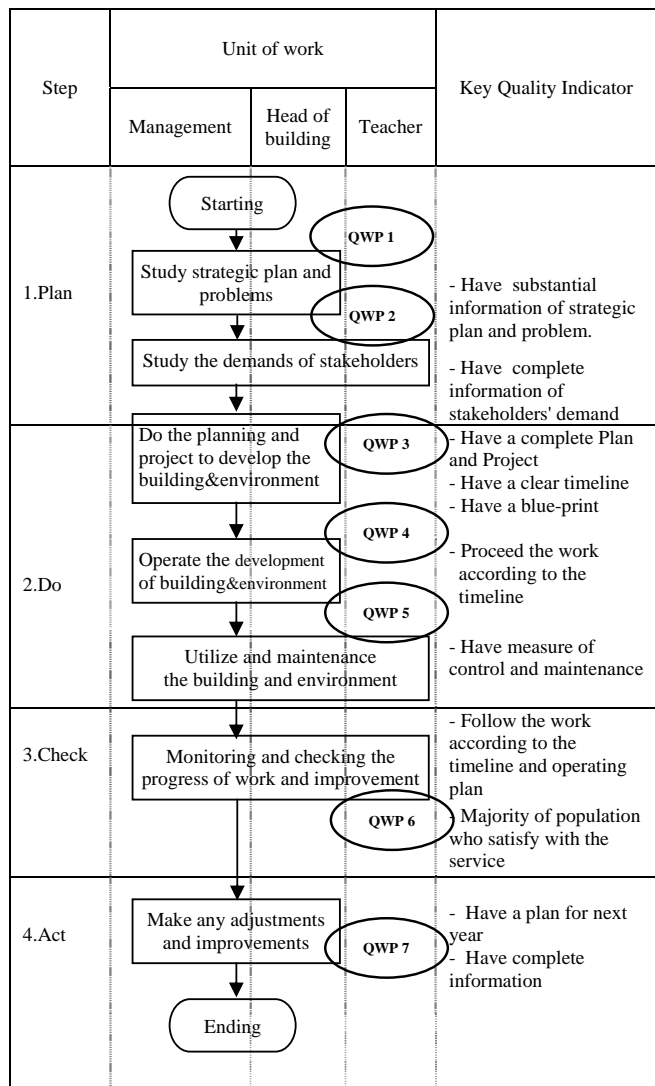 Step
Unit of work
Key Quality Indicator
Management
Head of
building
Teacher
Starting
QWP 1
1.Plan
Study strategic plan and
problems
QWP 2
Study the demands of stakeholders
- Have  substantial
information of strategic
plan and problem.
- Have  complete
information of
stakeholders' demand
2.Do
Do the planning and
project to develop the
building&environment
QWP 3
- Have a complete Plan
and Project
- Have a clear timeline
- Have a blue-print
QWP 4
Operate the development
of building&environment
- Proceed the work
according to the
timeline
QWP 5
Utilize and maintenance
the building and environment
- Have measure of
control and maintenance
3.Check
Monitoring and checking the
progress of work and improvement
- Follow the work
according to the
timeline and operating
plan
QWP 6
- Majority of population
who satisfy with the
service
4.Act
Make any adjustments
and improvements
QWP 7
-  Have a plan for next
year
-  Have complete
information
Ending